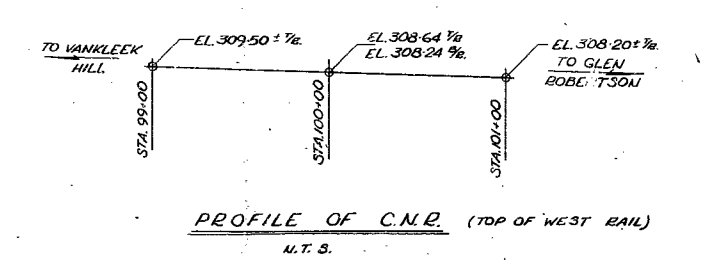 TO VANKLEEK
HILL
EL. 309.50 ± T/R.
EL. 308.64 T/R
EL. 308.24 B/R.
EL. 308.20 ± T/R.
TO GLEN
ROBERTSON
STA. 99+00
STA. 100+00
STA. 101+00
PROFILE OF C.N.R. (TOP OF WEST RAIL)
N.T.S.